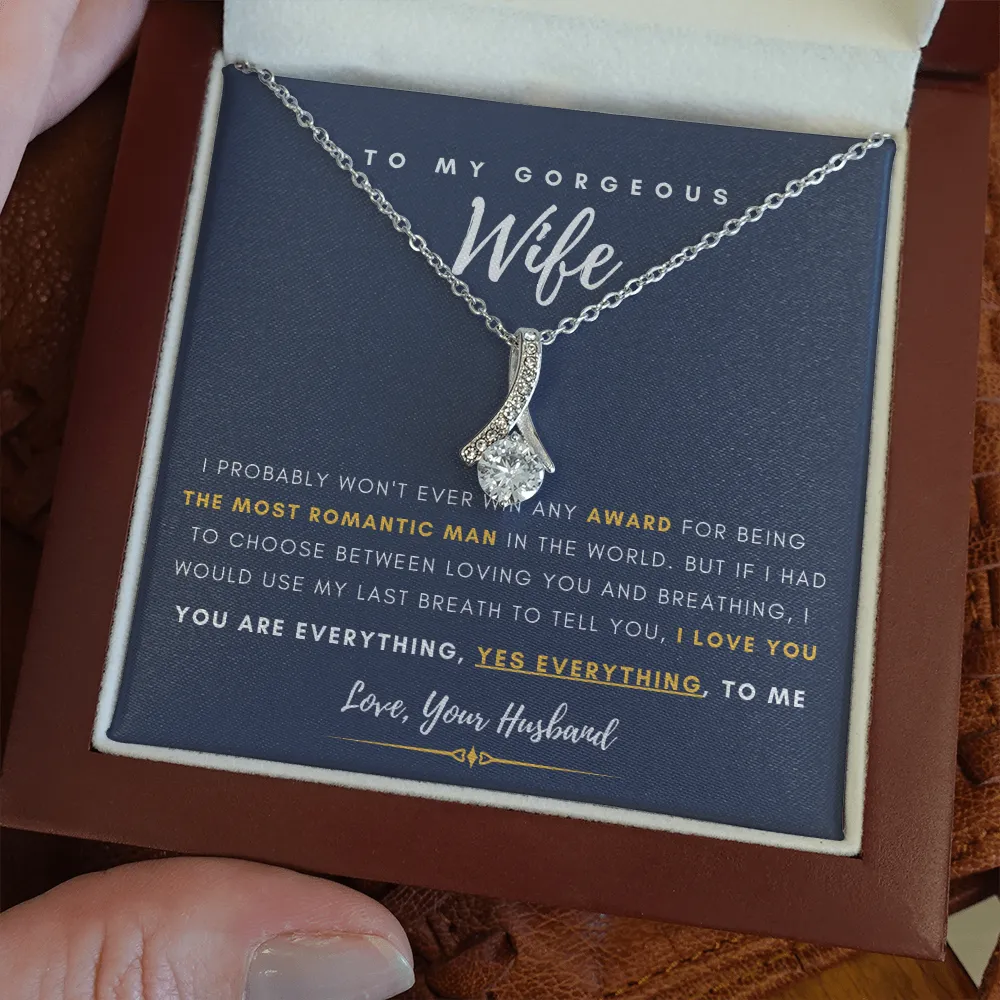 TO MY GORGEOUS
Wife
I PROBABLY WON'T EVER WIN ANY AWARD FOR BEING
THE MOST ROMANTIC MAN IN THE WORLD. BUT IF I HAD
TO CHOOSE BETWEEN LOVING YOU AND BREATHING, I
WOULD USE MY LAST BREATH TO TELL YOU, I LOVE YOU
YOU ARE EVERYTHING, YES EVERYTHING, TO ME
Love, Your Husband